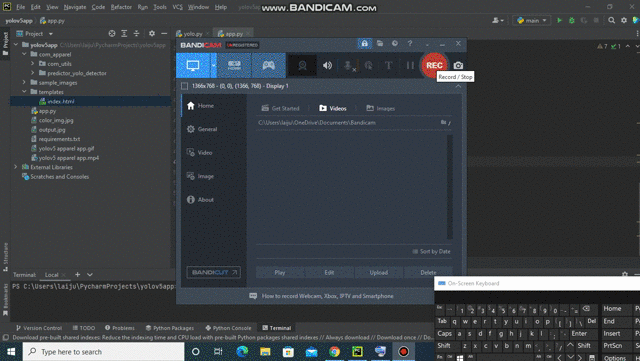 www.BANDICAM.com
File Edit View Navigate Code Refactor Run Tools VCS Window
yolov5app
app.py
main
Project
yolo.py
app.py
yolov5app C:\Users\laiju\PycharmProjects\yolov5app
com_apparel
com_utils
predictor_yolo_detector
sample_images
templates
index.html
app.py
color_img.jpg
output.jpg
requirements.txt
yolov5 apparel app.gif
yolov5 apparel app.mp4
External Libraries
Scratches and Consoles
BANDICAM UNREGISTERED
REC
Record / Stop
1366x768 - (0, 0), (1366, 768) - Display 1
Home
General
Video
Image
About
Get Started
Videos
Images
C:\Users\laiju\OneDrive\Documents\Bandicam
Sort by Date
BANDICUT
Play
Edit
Upload
Delete
How to record Webcam, Xbox, IPTV and Smartphone
Structure
Bookmarks
Terminal: Local
PS C:\Users\laiju\PycharmProjects\yolov5app>
On-Screen Keyboard
Esc
Tab q w e r t y u i o p
Caps a s d f g h j k l Enter
Shift z x c v b n m Shift
Fn Ctrl Alt
Home
End
Insert
PrtScn
Version Control TODO Problems Python Packages Python Console Terminal
Download pre-built shared indexes: Reduce the indexing time and CPU load with pre-built Python packages shared indexes // Always download // Download once //
Type here to search